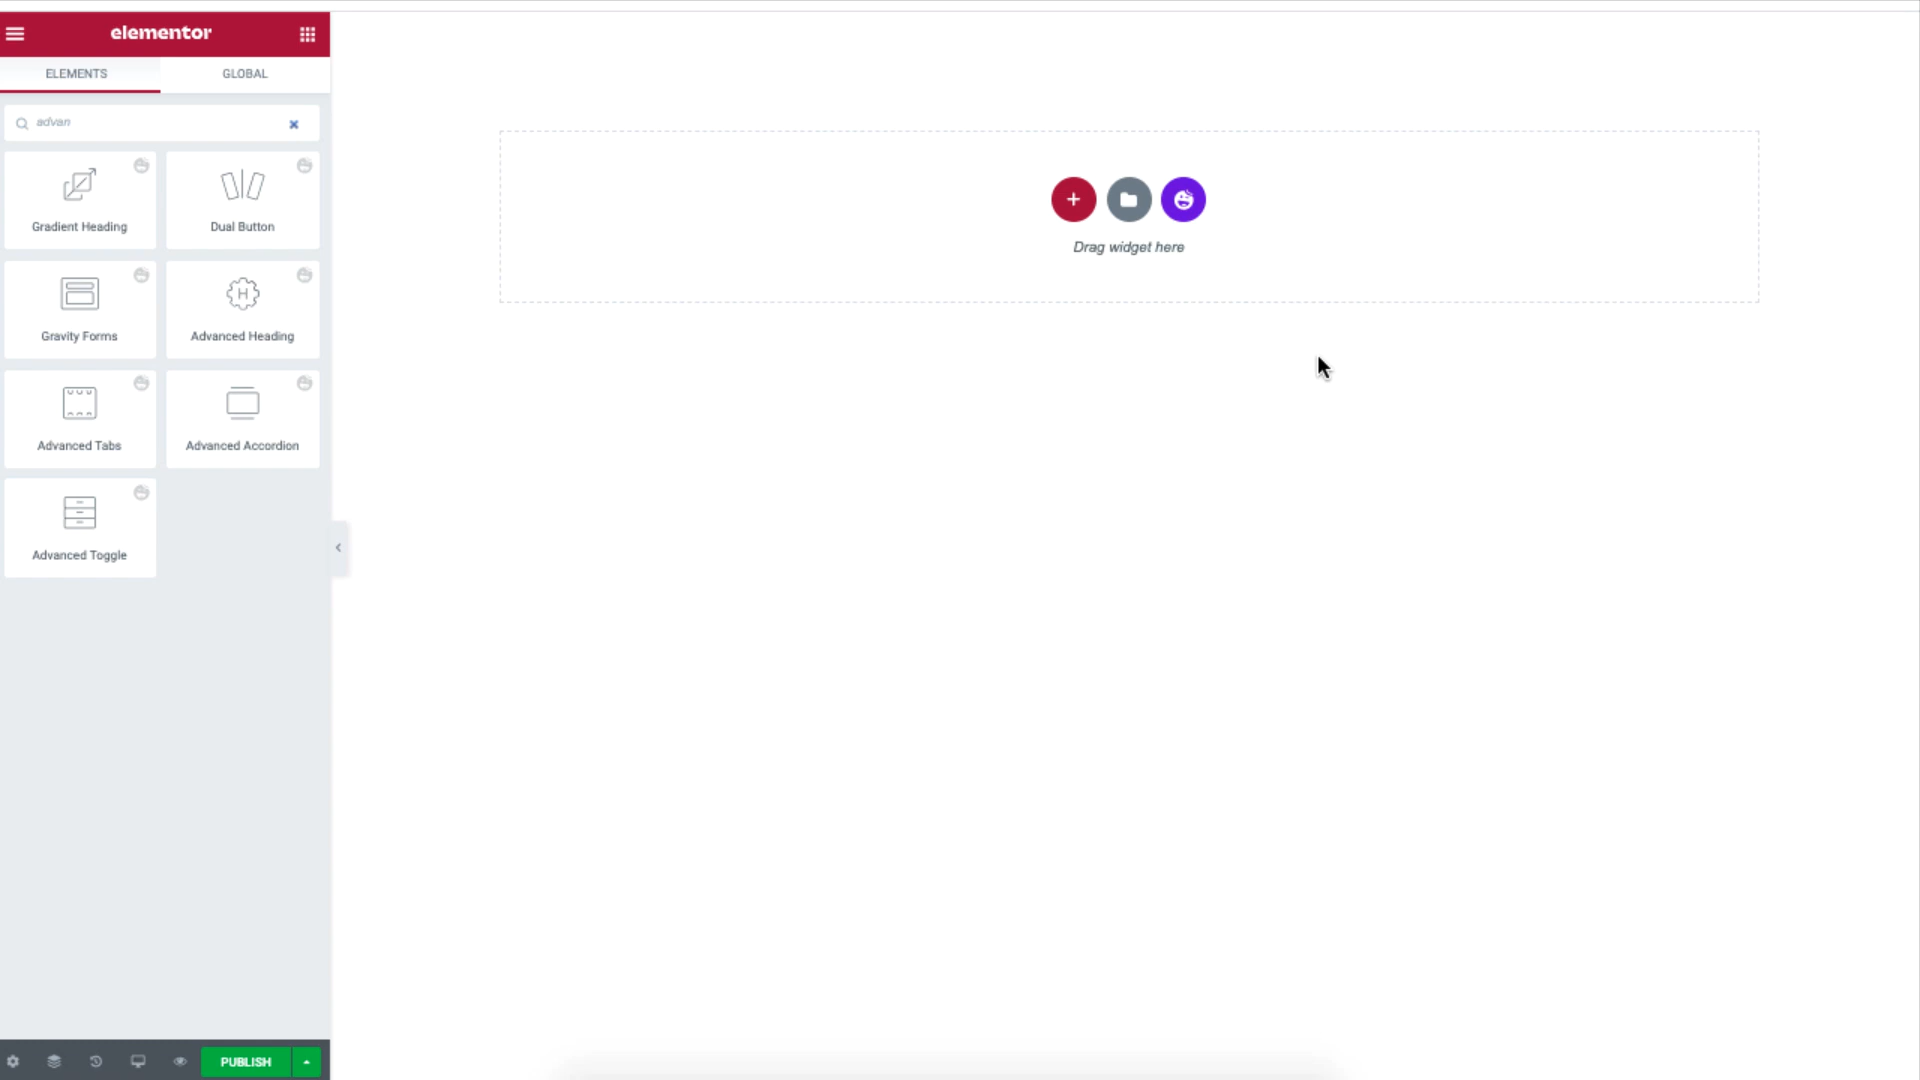 elementor
ELEMENTS
GLOBAL
advan
Gradient Heading
Dual Button
Gravity Forms
Advanced Heading
Advanced Tabs
Advanced Accordion
Advanced Toggle
PUBLISH
Drag widget here